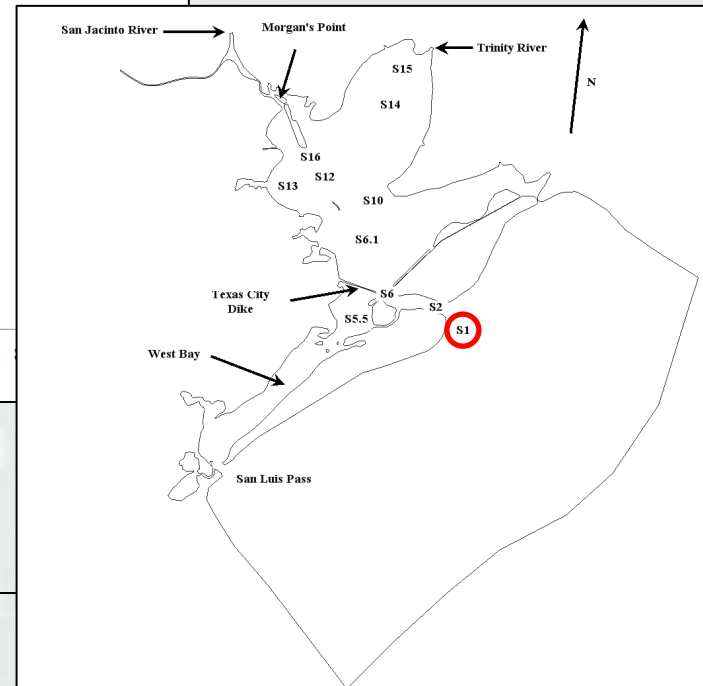 San Jacinto River
Morgan's Point
Trinity River
S15
N
S14
S16
S12
S13
S10
S6.1
Texas City
Dike
S6
S2
S5.5
S1
West Bay
San Luis Pass